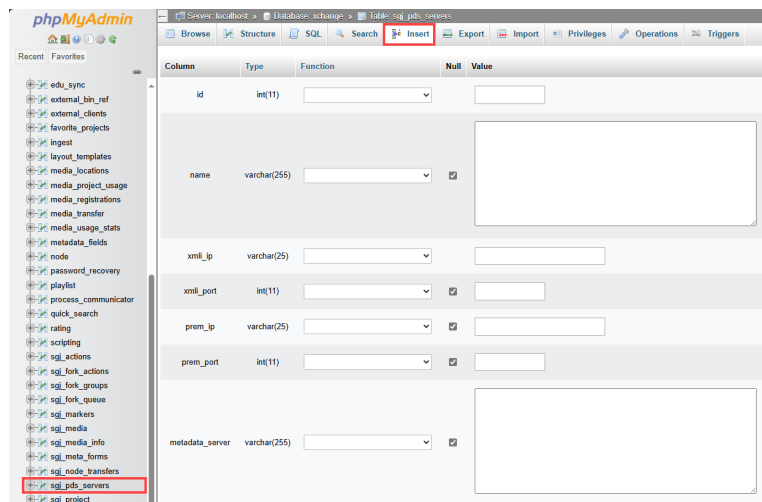 phpMyAdmin
Recent Favorites
edu_sync
external_bin_ref
external_clients
favorite_projects
ingest
layout_templates
media_locations
media_project_usage
media_registrations
media_transfer
media_usage_stats
metadata_fields
node
password_recovery
playlist
process_communicator
quick_search
rating
scripting
sgj_actions
sgj_fork_actions
sgj_fork_groups
sgj_fork_queue
sgj_markers
sgj_media
sgj_media_info
sgj_meta_forms
sgj_node_transfers
sgj_pds_servers
sgj_project
Server: localhost » Database: xchange » Table: sgj_pds_servers
Browse Structure SQL Search Insert Export Import Privileges Operations Triggers
Column Type Function Null Value
id int(11)
name varchar(255)
xmli_ip varchar(25)
xmli_port int(11)
prem_ip varchar(25)
prem_port int(11)
metadata_server varchar(255)